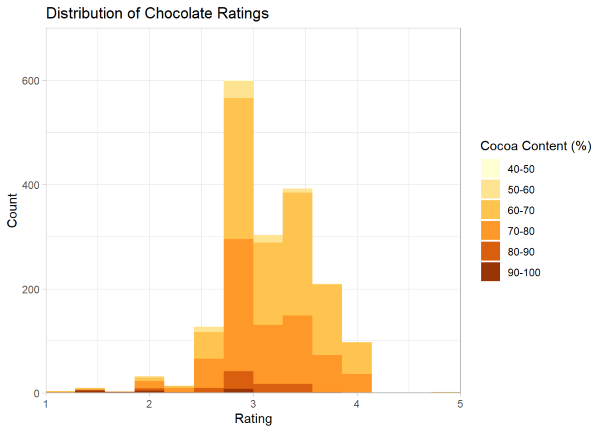 Distribution of Chocolate Ratings
600
400
200
0
Count
1 2 3 4 5
Rating
Cocoa Content (%)
40-50
50-60
60-70
70-80
80-90
90-100